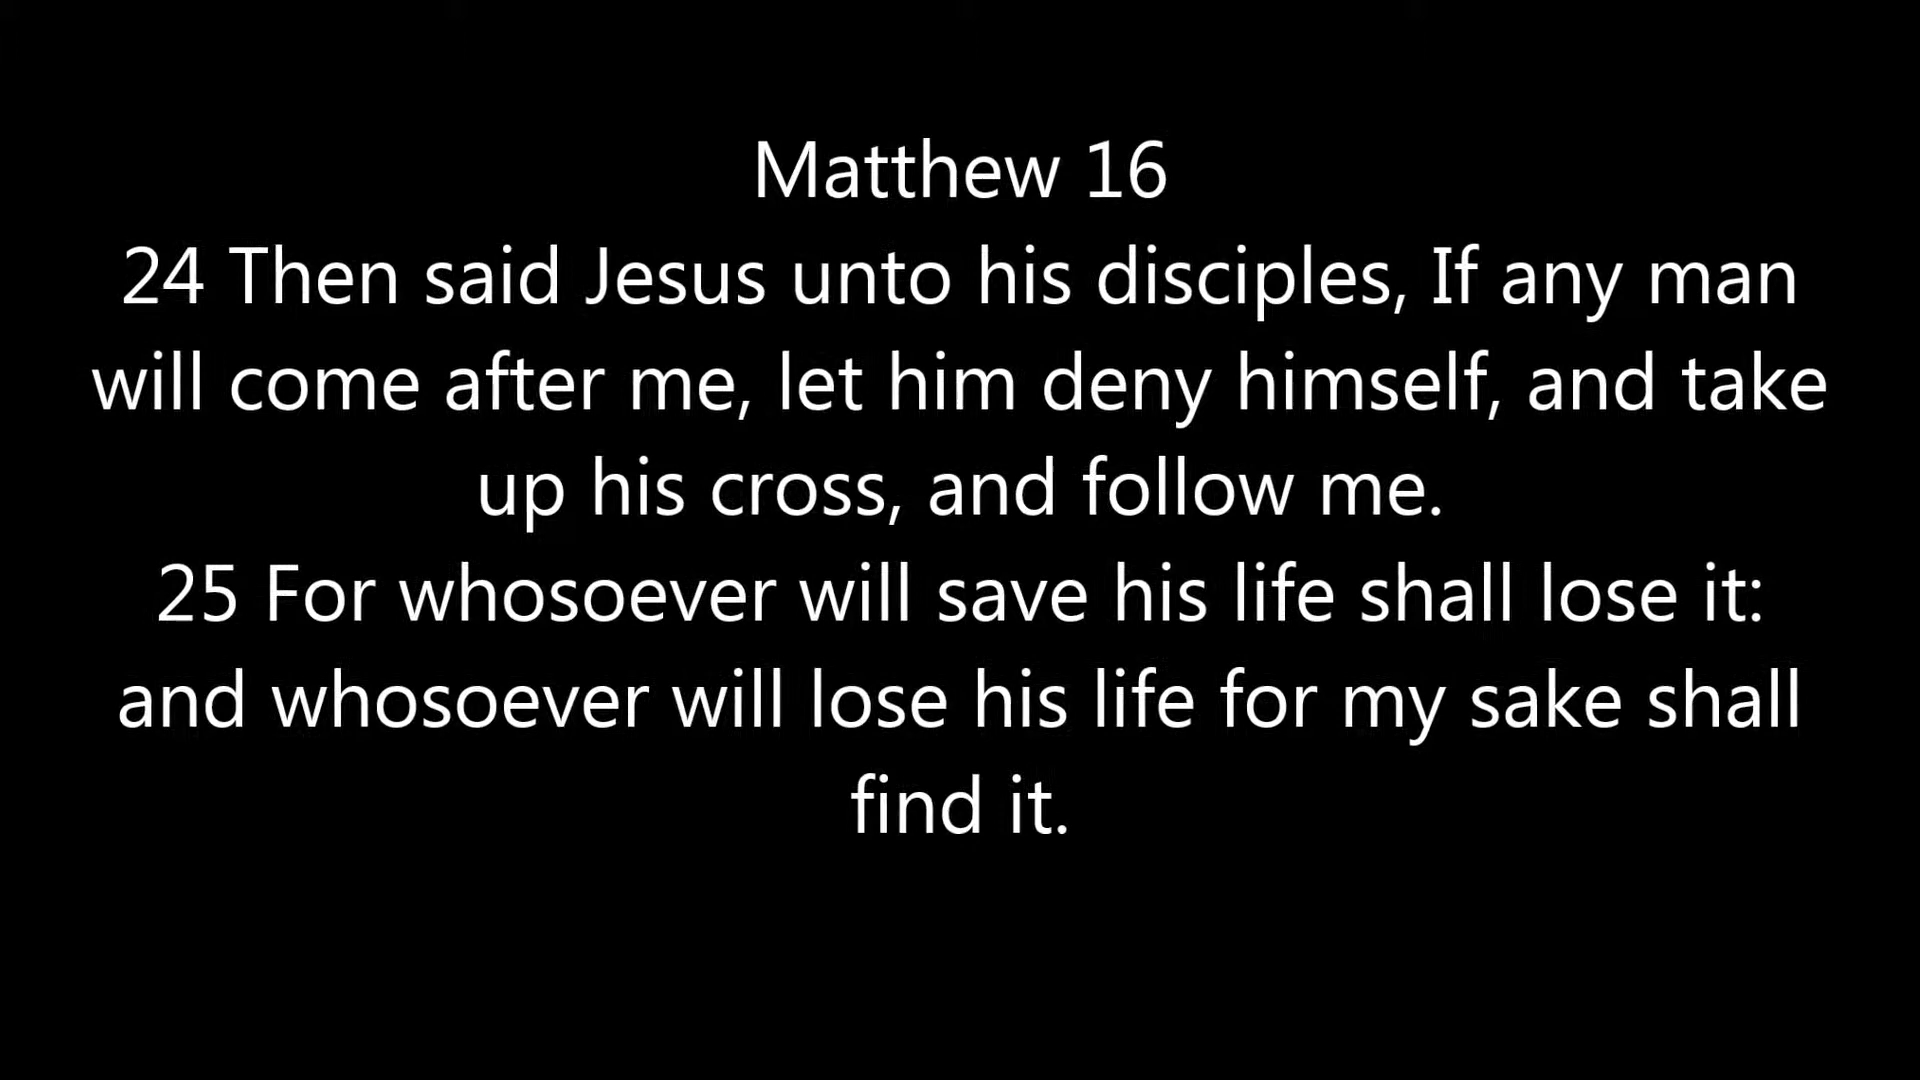 Matthew 16
24 Then said Jesus unto his disciples, If any man
will come after me, let him deny himself, and take
up his cross, and follow me.
25 For whosoever will save his life shall lose it:
and whosoever will lose his life for my sake shall
find it.